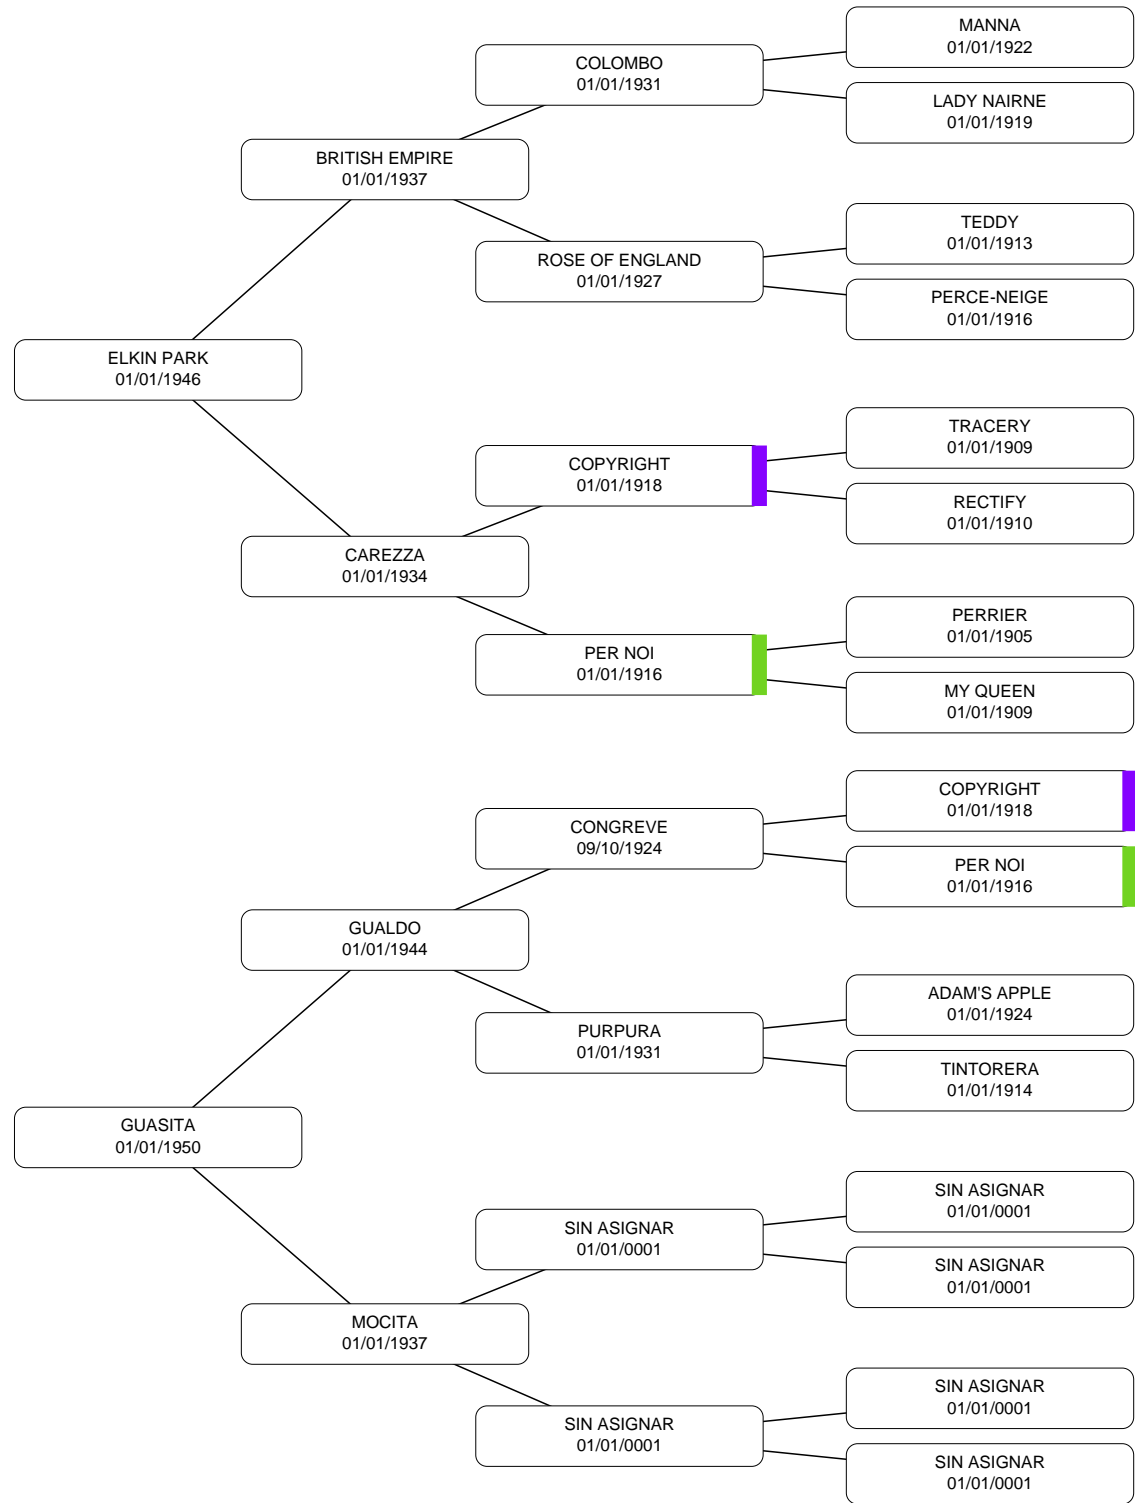 MANNA
01/01/1922
COLOMBO
01/01/1931
LADY NAIRNE
01/01/1919
BRITISH EMPIRE
01/01/1937
TEDDY
01/01/1913
ROSE OF ENGLAND
01/01/1927
PERCE-NEIGE
01/01/1916
ELKIN PARK
01/01/1946
TRACERY
01/01/1909
COPYRIGHT
01/01/1918
RECTIFY
01/01/1910
CAREZZA
01/01/1934
PERRIER
01/01/1905
PER NOI
01/01/1916
MY QUEEN
01/01/1909
COPYRIGHT
01/01/1918
CONGREVE
09/10/1924
PER NOI
01/01/1916
GUALDO
01/01/1944
ADAM'S APPLE
01/01/1924
PURPURA
01/01/1931
TINTORERA
01/01/1914
GUASITA
01/01/1950
SIN ASIGNAR
01/01/0001
SIN ASIGNAR
01/01/0001
SIN ASIGNAR
01/01/0001
MOCITA
01/01/1937
SIN ASIGNAR
01/01/0001
SIN ASIGNAR
01/01/0001
SIN ASIGNAR
01/01/0001